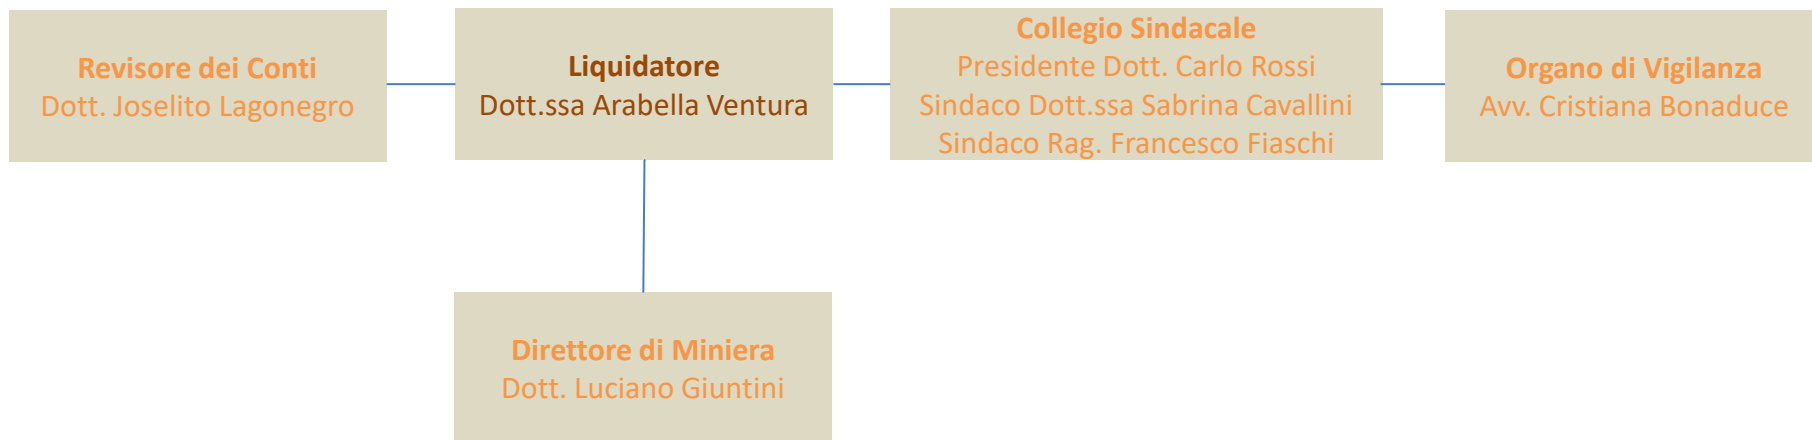 Revisore dei Conti
Dott. Joselito Lagonegro
Liquidatore
Dott.ssa Arabella Ventura
Collegio Sindacale
Presidente Dott. Carlo Rossi
Sindaco Dott.ssa Sabrina Cavallini
Sindaco Rag. Francesco Fiaschi
Organo di Vigilanza
Avv. Cristiana Bonaduce
Direttore di Miniera
Dott. Luciano Giuntini